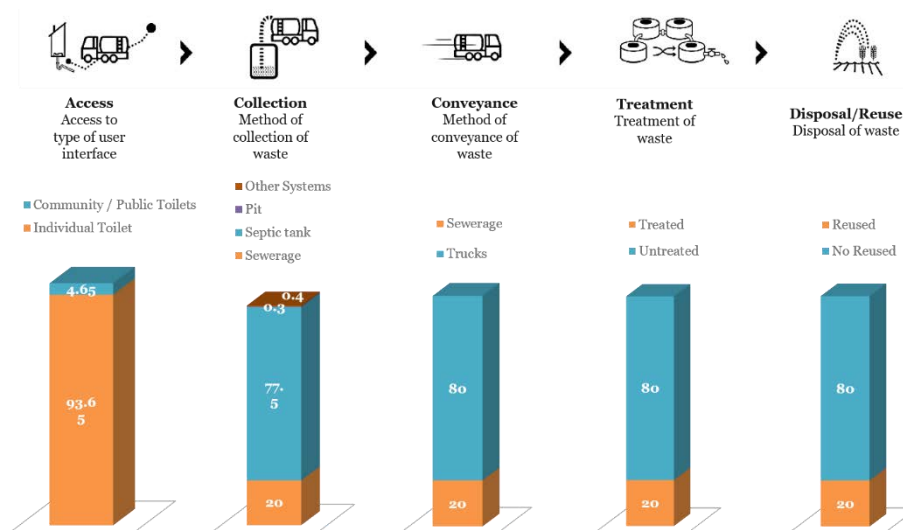 Access
Access to
type of user
interface
Collection
Method of
collection of
waste
Conveyance
Method of
conveyance of
waste
Treatment
Treatment of
waste
Disposal/Reuse
Disposal of waste
Community / Public Toilets
Individual Toilet
Other Systems
Pit
Septic tank
Sewerage
Sewerage
Trucks
Treated
Untreated
Reused
No Reused
4.65
93.6
5
0.4
0.3
77.
5
20
80
20
80
20
80
20